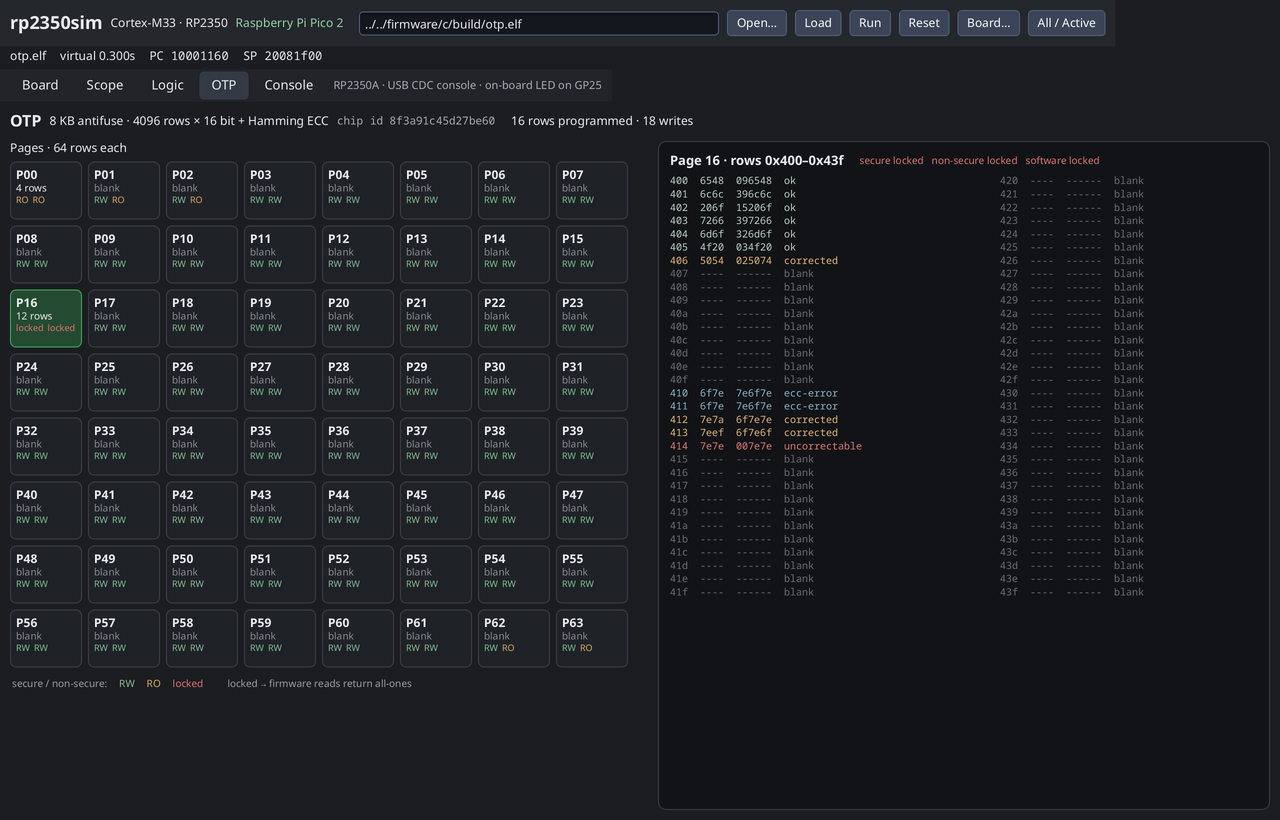 rp2350sim Cortex-M33 · RP2350 Raspberry Pi Pico 2 ../../firmware/c/build/otp.elf Open... Load Run Reset Board... All / Active
otp.elf virtual 0.300s PC 10001160 SP 20081f00
Board Scope Logic OTP Console RP2350A · USB CDC console · on-board LED on GP25
OTP 8 KB antifuse · 4096 rows × 16 bit + Hamming ECC chip id 8f3a91c45d27be60 16 rows programmed · 18 writes
Pages · 64 rows each
P00 P01 P02 P03 P04 P05 P06 P07
4 rows blank blank blank blank blank blank blank
RO RO RW RO RW RO RW RW RW RW RW RW RW RW RW RW
P08 P09 P10 P11 P12 P13 P14 P15
blank blank blank blank blank blank blank blank
RW RW RW RW RW RW RW RW RW RW RW RW RW RW RW RW
P16 P17 P18 P19 P20 P21 P22 P23
12 rows blank blank blank blank blank blank blank
locked locked RW RW RW RW RW RW RW RW RW RW RW RW RW RW
P24 P25 P26 P27 P28 P29 P30 P31
blank blank blank blank blank blank blank blank
RW RW RW RW RW RW RW RW RW RW RW RW RW RW RW RW
P32 P33 P34 P35 P36 P37 P38 P39
blank blank blank blank blank blank blank blank
RW RW RW RW RW RW RW RW RW RW RW RW RW RW RW RW
P40 P41 P42 P43 P44 P45 P46 P47
blank blank blank blank blank blank blank blank
RW RW RW RW RW RW RW RW RW RW RW RW RW RW RW RW
P48 P49 P50 P51 P52 P53 P54 P55
blank blank blank blank blank blank blank blank
RW RW RW RW RW RW RW RW RW RW RW RW RW RW RW RW
P56 P57 P58 P59 P60 P61 P62 P63
blank blank blank blank blank blank blank blank
RW RW RW RW RW RW RW RW RW RW RW RW RW RO RW RO
secure / non-secure: RW RO locked locked → firmware reads return all-ones
Page 16 · rows 0x400–0x43f secure locked non-secure locked software locked
400 6548 096548 ok 420 ---- ------ blank
401 6c6c 396c6c ok 421 ---- ------ blank
402 206f 15206f ok 422 ---- ------ blank
403 7266 397266 ok 423 ---- ------ blank
404 6d6f 326d6f ok 424 ---- ------ blank
405 4f20 034f20 ok 425 ---- ------ blank
406 5054 025074 corrected 426 ---- ------ blank
407 ---- ------ blank 427 ---- ------ blank
408 ---- ------ blank 428 ---- ------ blank
409 ---- ------ blank 429 ---- ------ blank
40a ---- ------ blank 42a ---- ------ blank
40b ---- ------ blank 42b ---- ------ blank
40c ---- ------ blank 42c ---- ------ blank
40d ---- ------ blank 42d ---- ------ blank
40e ---- ------ blank 42e ---- ------ blank
40f ---- ------ blank 42f ---- ------ blank
410 6f7e 7e6f7e ecc-error 430 ---- ------ blank
411 6f7e 7e6f7e ecc-error 431 ---- ------ blank
412 7e7a 6f7e7e corrected 432 ---- ------ blank
413 7eef 6f7e6f corrected 433 ---- ------ blank
414 7e7e 007e7e uncorrectable 434 ---- ------ blank
415 ---- ------ blank 435 ---- ------ blank
416 ---- ------ blank 436 ---- ------ blank
417 ---- ------ blank 437 ---- ------ blank
418 ---- ------ blank 438 ---- ------ blank
419 ---- ------ blank 439 ---- ------ blank
41a ---- ------ blank 43a ---- ------ blank
41b ---- ------ blank 43b ---- ------ blank
41c ---- ------ blank 43c ---- ------ blank
41d ---- ------ blank 43d ---- ------ blank
41e ---- ------ blank 43e ---- ------ blank
41f ---- ------ blank 43f ---- ------ blank